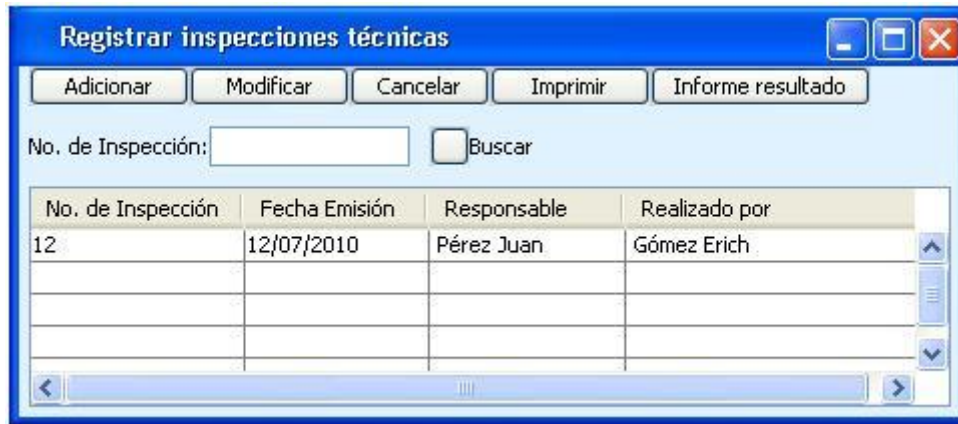 Registrar inspecciones técnicas
Adicionar Modificar Cancelar Imprimir Informe resultado
No. de Inspección: Buscar
No. de Inspección Fecha Emisión Responsable Realizado por
12 12/07/2010 Pérez Juan Gómez Erich